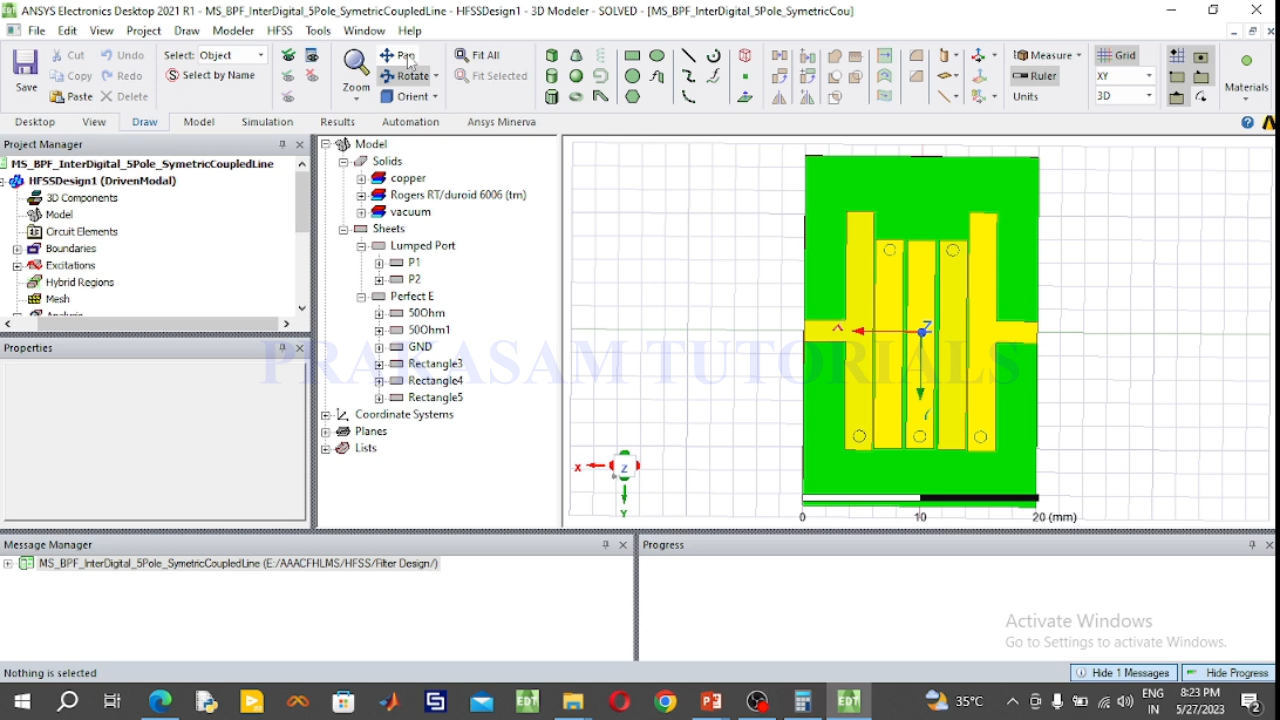 ANSYS Electronics Desktop 2021 R1 - MS_BPF_InterDigital_5Pole_SymetricCoupledLine - HFSSDesign1 - 3D Modeler - SOLVED - [MS_BPF_InterDigital_5Pole_SymetricCou]
File Edit View Project Draw Modeler HFSS Tools Window Help
Save
Cut
Copy
Paste
Undo
Redo
Delete
Select: Object
Select by Name
Zoom
Pan
Rotate
Orient
Fit All
Fit Selected
Measure
Ruler
Units
Grid
XY
3D
Materials
Desktop View Draw Model Simulation Results Automation Ansys Minerva
Project Manager
MS_BPF_InterDigital_5Pole_SymetricCoupledLine
HFSSDesign1 (DrivenModal)
3D Components
Model
Circuit Elements
Boundaries
Excitations
Hybrid Regions
Mesh
Properties
Model
Solids
copper
Rogers RT/duroid 6006 (tm)
vacuum
Sheets
Lumped Port
P1
P2
Perfect E
50Ohm
50Ohm1
GND
Rectangle3
Rectangle4
Rectangle5
Coordinate Systems
Planes
Lists
PRAKASAM TUTORIALS
Z
X
Z
Y
0 10 20 (mm)
Message Manager
MS_BPF_InterDigital_5Pole_SymetricCoupledLine (E:/AAACFHLMS/HFSS/Filter Design/)
Progress
Activate Windows
Go to Settings to activate Windows.
Nothing is selected
Hide 1 Messages
Hide Progress
35°C
ENG
IN
8:23 PM
5/27/2023
2